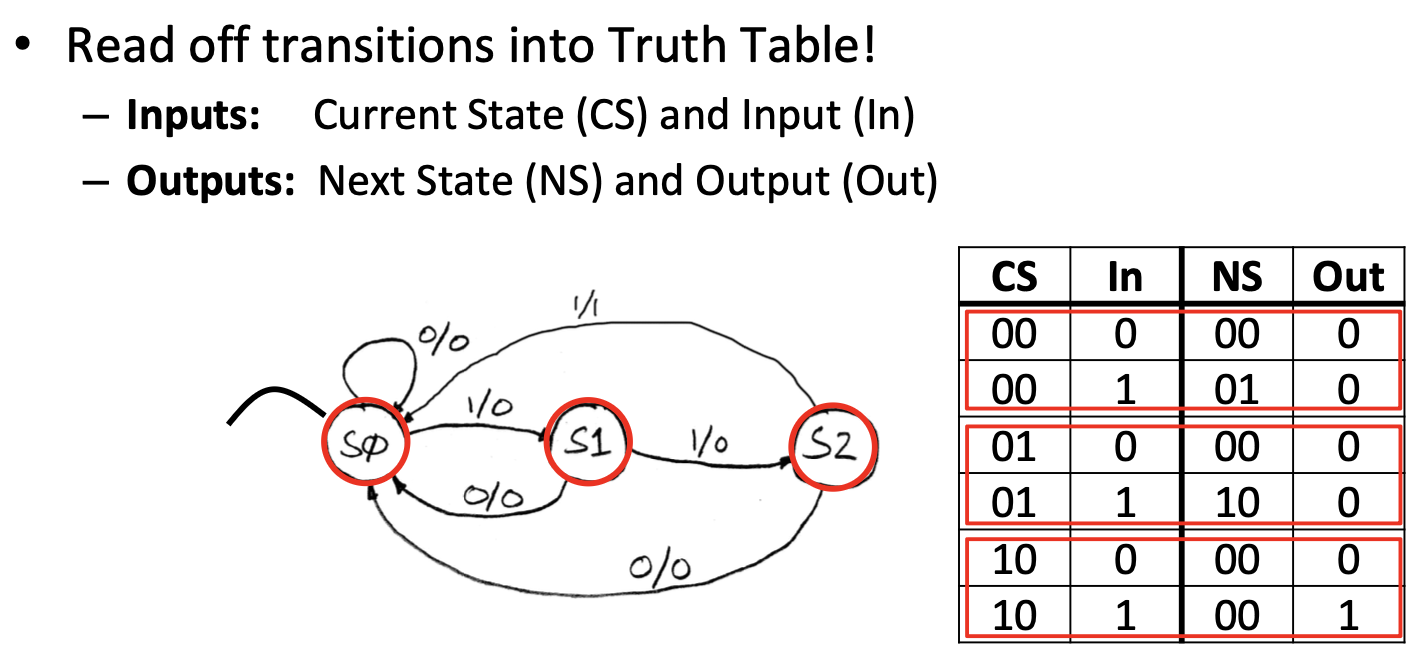 • Read off transitions into Truth Table!
– Inputs: Current State (CS) and Input (In)
– Outputs: Next State (NS) and Output (Out)
1/1
0/0
1/0
SΦ
S1
1/0
S2
0/0
0/0
CS In NS Out
00 0 00 0
00 1 01 0
01 0 00 0
01 1 10 0
10 0 00 0
10 1 00 1